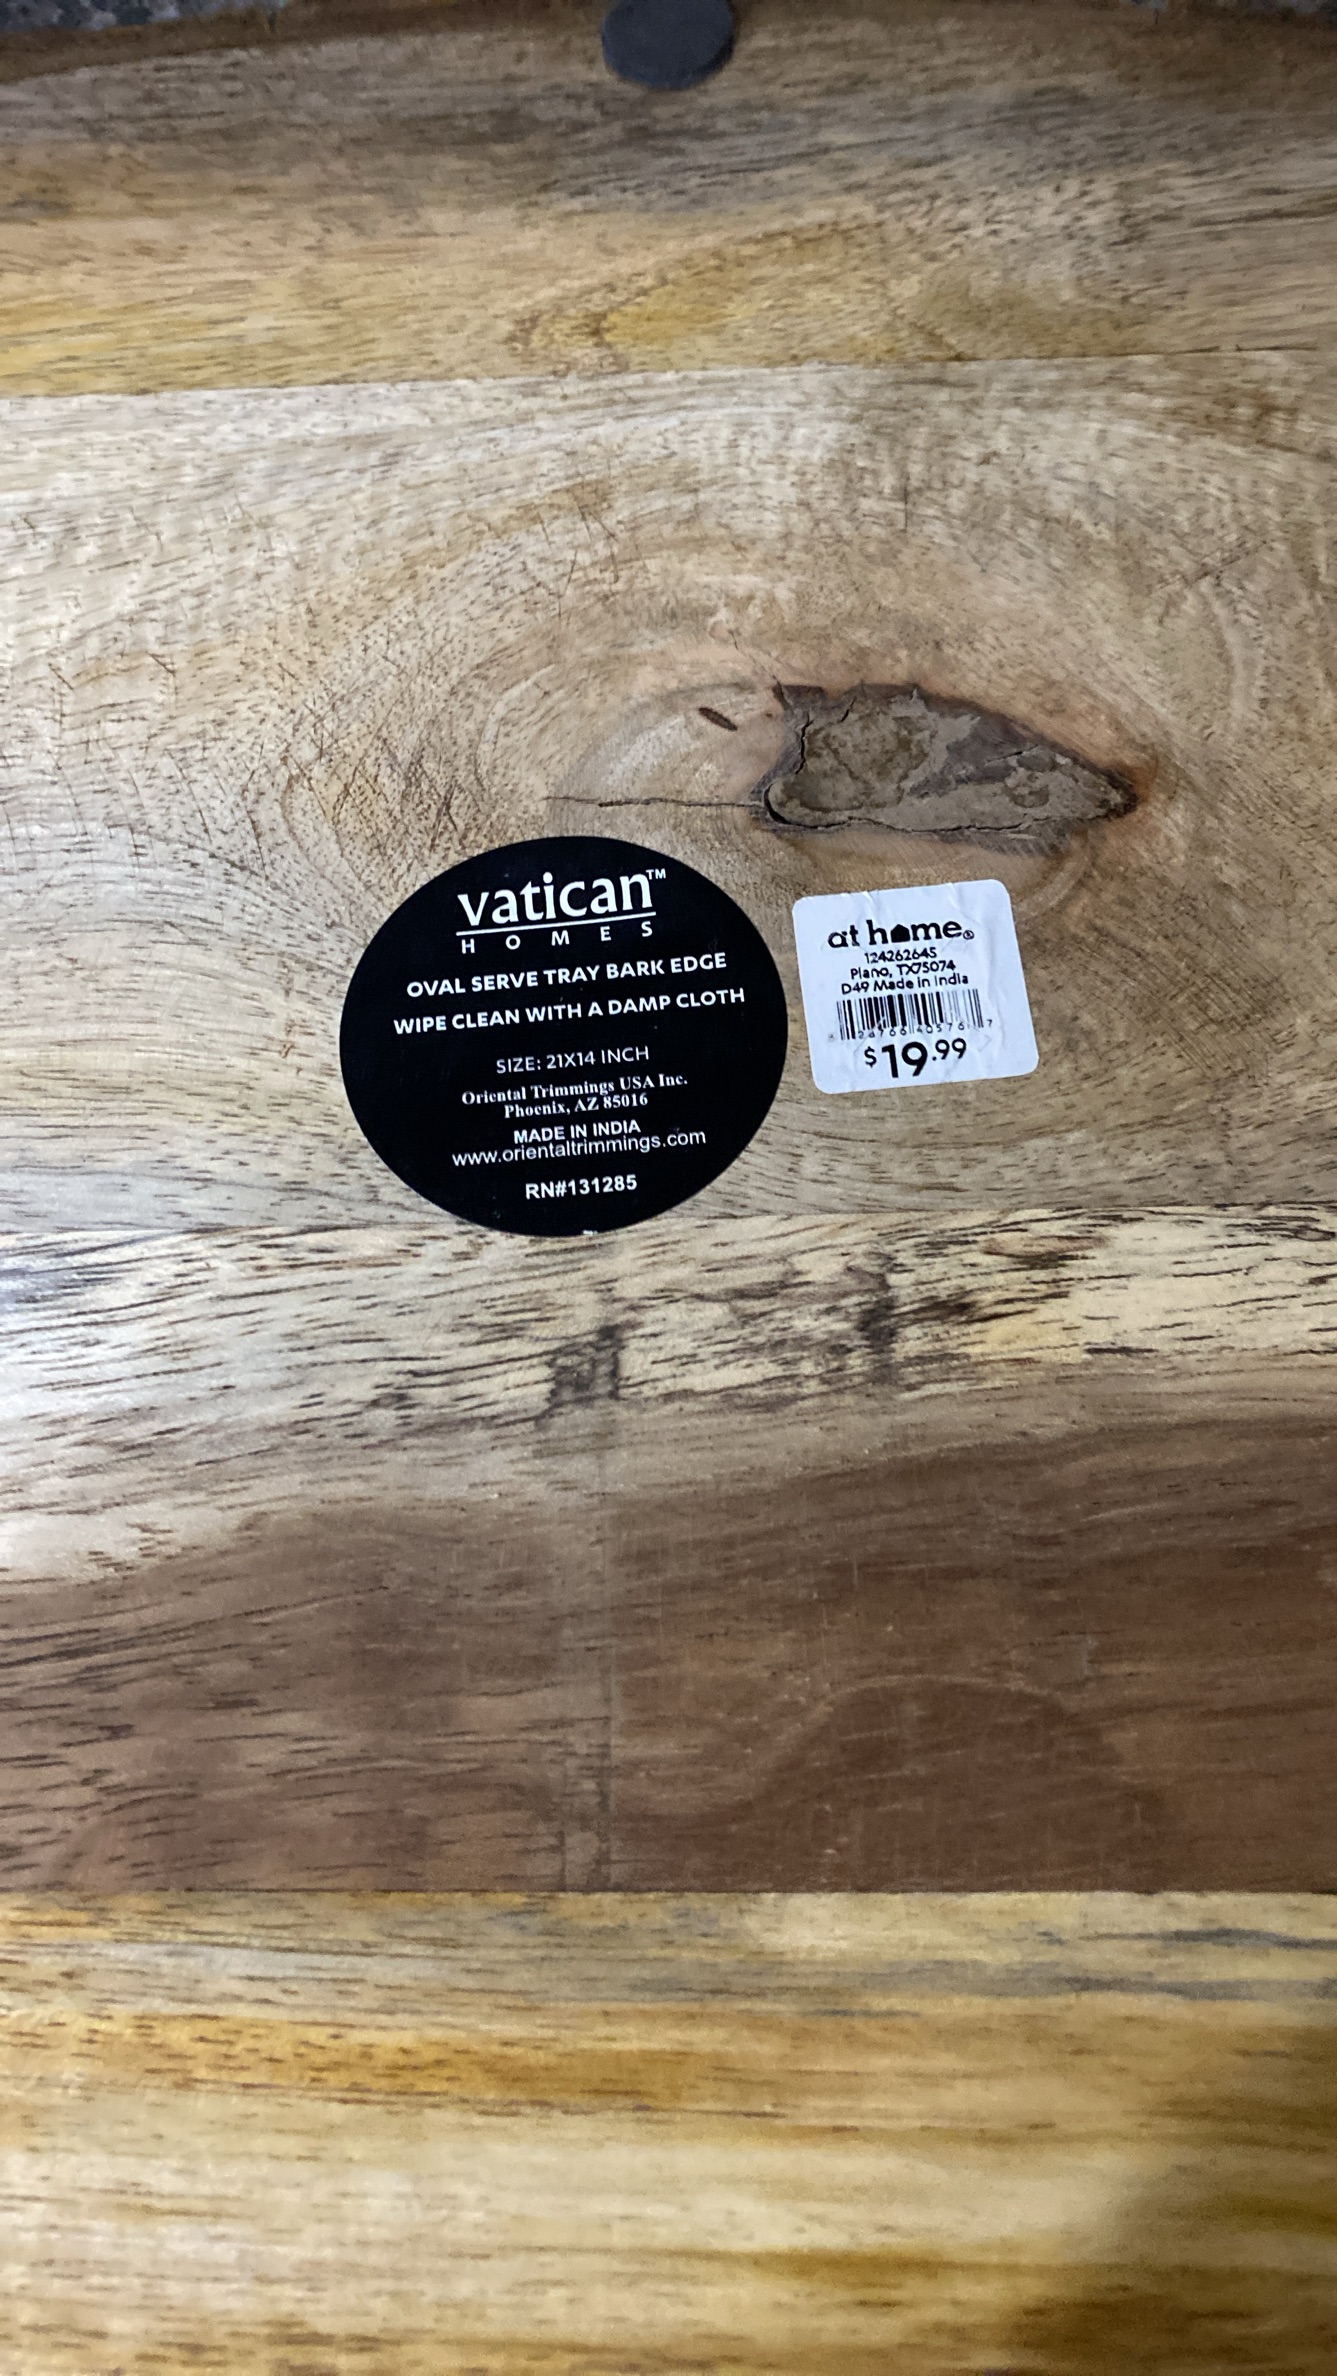 vatican™
HOMES
OVAL SERVE TRAY BARK EDGE
WIPE CLEAN WITH A DAMP CLOTH
SIZE: 21X14 INCH
Oriental Trimmings USA Inc.
Phoenix, AZ 85016
MADE IN INDIA
www.orientaltrimmings.com
RN#131285
at home®
124262645
Plano, TX75074
D49 Made in India
$19.99